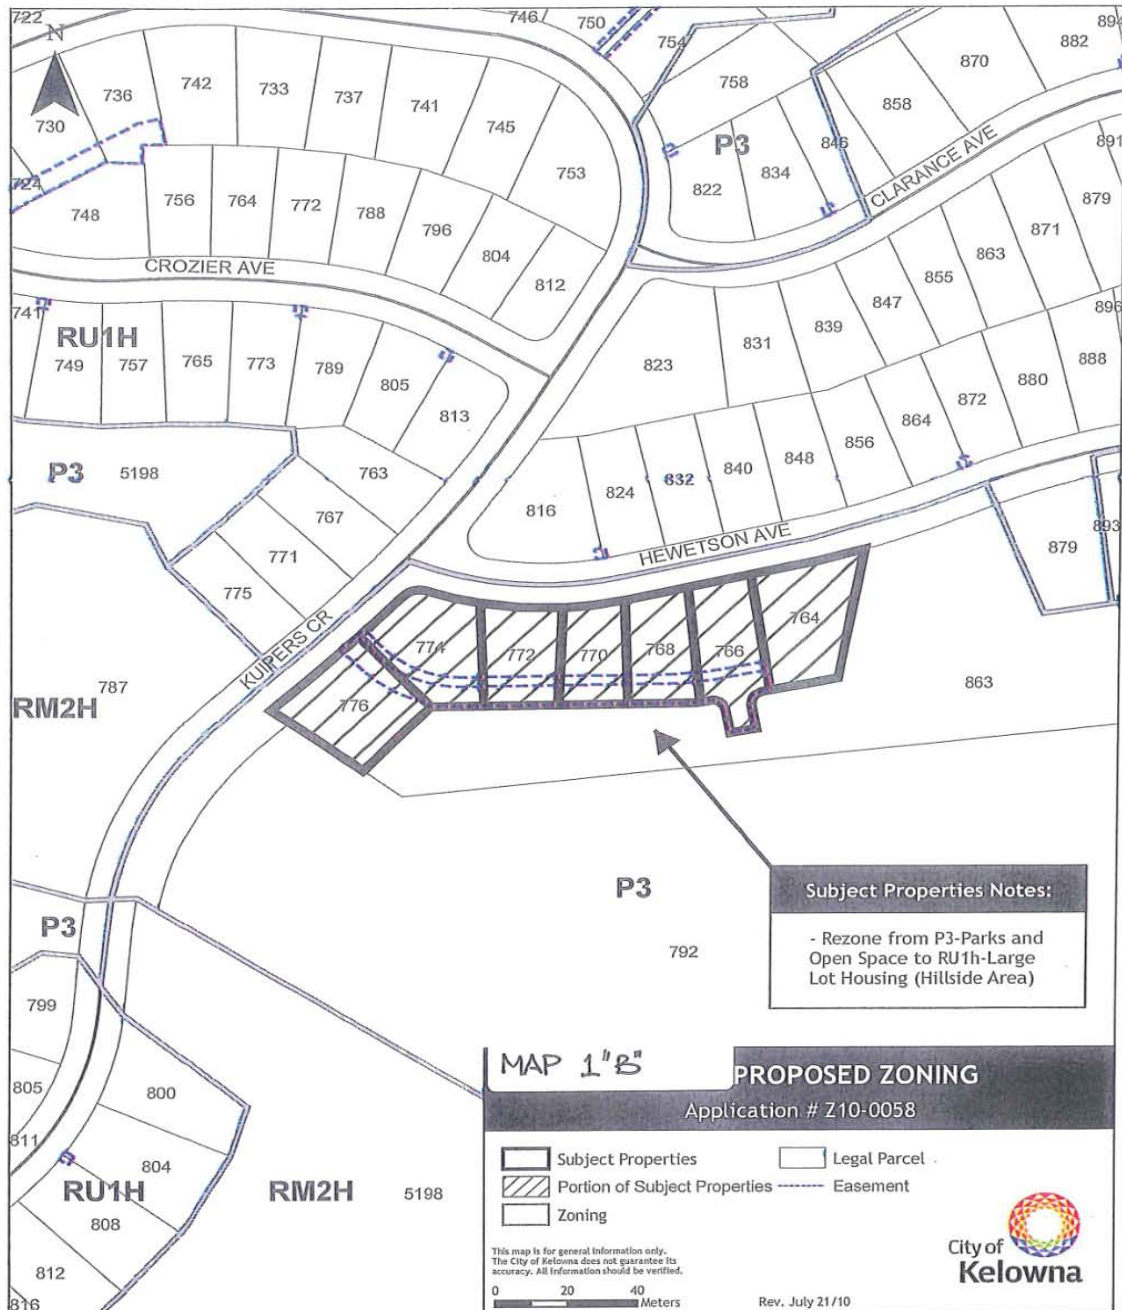 722
746
750
894
N
754
882
742
733
737
741
758
870
736
858
745
730
P3
846
753
834
822
CLARANCE AVE
891
724
756
764
772
788
879
748
796
871
804
863
CROZIER AVE
812
855
741
RU1H
847
896
749
757
765
773
789
839
831
805
823
888
813
880
872
864
P3
5198
763
856
848
840
832
824
816
767
HEWETSON AVE
893
771
879
775
KUIPERS CR
764
774
772
770
768
766
787
RM2H
776
863
P3
792
Subject Properties Notes:
- Rezone from P3-Parks and
Open Space to RU1h-Large
Lot Housing (Hillside Area)
P3
799
805
800
811
804
RU1H
RM2H
5198
808
812
816
MAP 1"B"
PROPOSED ZONING
Application # Z10-0058
Subject Properties
Legal Parcel
Portion of Subject Properties
Easement
Zoning
This map is for general information only.
The City of Kelowna does not guarantee its
accuracy. All information should be verified.
0 20 40
Meters
Rev. July 21/10
City of
Kelowna